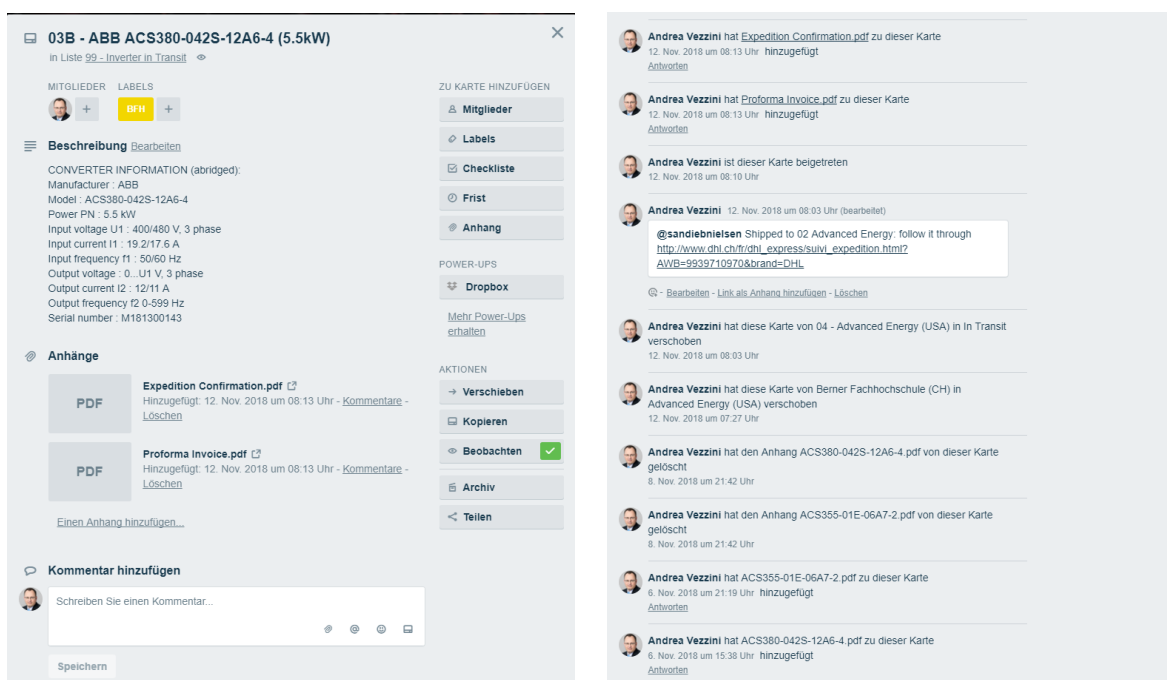 03B - ABB ACS380-042S-12A6-4 (5.5kW)
in Liste 99 - Inverter in Transit
MITGLIEDER LABELS
BFH
Beschreibung Bearbeiten
CONVERTER INFORMATION (abridged):
Manufacturer : ABB
Model : ACS380-042S-12A6-4
Power PN : 5.5 kW
Input voltage U1 : 400/480 V, 3 phase
Input current I1 : 19.2/17.6 A
Input frequency f1 : 50/60 Hz
Output voltage : 0...U1 V, 3 phase
Output current I2 : 12/11 A
Output frequency f2 0-599 Hz
Serial number : M181300143
Anhänge
PDF
Expedition Confirmation.pdf
Hinzugefügt: 12. Nov. 2018 um 08:13 Uhr - Kommentare -
Löschen
PDF
Proforma Invoice.pdf
Hinzugefügt: 12. Nov. 2018 um 08:13 Uhr - Kommentare -
Löschen
Einen Anhang hinzufügen...
Kommentar hinzufügen
Schreiben Sie einen Kommentar...
Speichern
ZU KARTE HINZUFÜGEN
Mitglieder
Labels
Checkliste
Frist
Anhang
POWER-UPS
Dropbox
Mehr Power-Ups
erhalten
AKTIONEN
Verschieben
Kopieren
Beobachten
Archiv
Teilen
Andrea Vezzini hat Expedition Confirmation.pdf zu dieser Karte
12. Nov. 2018 um 08:13 Uhr hinzugefügt
Antworten
Andrea Vezzini hat Proforma Invoice.pdf zu dieser Karte
12. Nov. 2018 um 08:13 Uhr hinzugefügt
Antworten
Andrea Vezzini ist dieser Karte beigetreten
12. Nov. 2018 um 08:10 Uhr
Andrea Vezzini 12. Nov. 2018 um 08:03 Uhr (bearbeitet)
@sandiebnielsen Shipped to 02 Advanced Energy: follow it through
http://www.dhl.ch/fr/dhl_express/suivi_expedition.html?
AWB=9939710970&brand=DHL
- Bearbeiten - Link als Anhang hinzufügen - Löschen
Andrea Vezzini hat diese Karte von 04 - Advanced Energy (USA) in In Transit
verschoben
12. Nov. 2018 um 08:03 Uhr
Andrea Vezzini hat diese Karte von Berner Fachhochschule (CH) in
Advanced Energy (USA) verschoben
12. Nov. 2018 um 07:27 Uhr
Andrea Vezzini hat den Anhang ACS380-042S-12A6-4.pdf von dieser Karte
gelöscht
8. Nov. 2018 um 21:42 Uhr
Andrea Vezzini hat den Anhang ACS355-01E-06A7-2.pdf von dieser Karte
gelöscht
8. Nov. 2018 um 21:42 Uhr
Andrea Vezzini hat ACS355-01E-06A7-2.pdf zu dieser Karte
6. Nov. 2018 um 21:19 Uhr hinzugefügt
Antworten
Andrea Vezzini hat ACS380-042S-12A6-4.pdf zu dieser Karte
6. Nov. 2018 um 15:38 Uhr hinzugefügt
Antworten